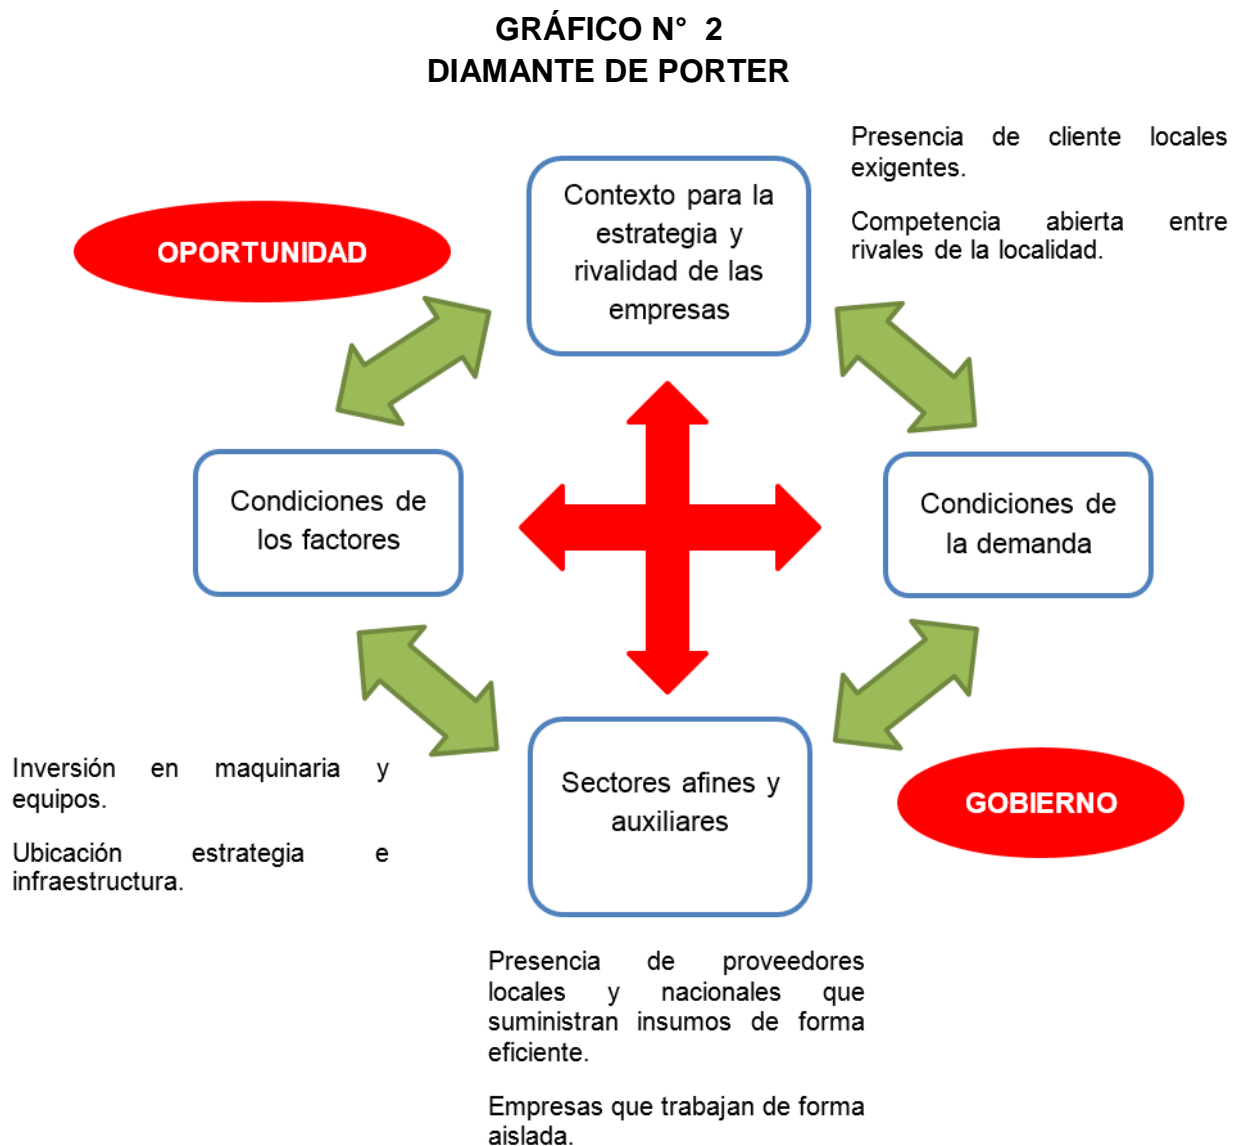 GRÁFICO N° 2
DIAMANTE DE PORTER
Presencia de cliente locales
exigentes.
Competencia abierta entre
rivales de la localidad.
Contexto para la
estrategia y
rivalidad de las
empresas
OPORTUNIDAD
Condiciones de
los factores
Condiciones de
la demanda
Inversión en maquinaria y
equipos.
Ubicación estrategia e
infraestructura.
Sectores afines y
auxiliares
GOBIERNO
Presencia de proveedores
locales y nacionales que
suministran insumos de forma
eficiente.
Empresas que trabajan de forma
aislada.